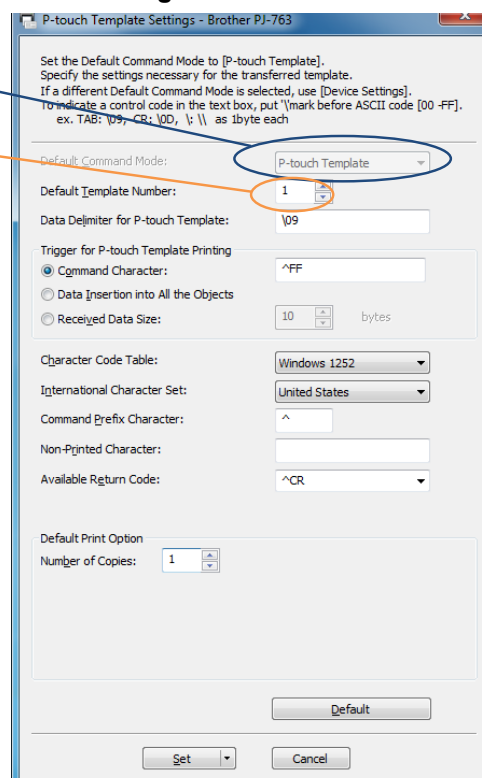 P-touch Template Settings - Brother PJ-763
Set the Default Command Mode to [P-touch Template].
Specify the settings necessary for the transferred template.
If a different Default Command Mode is selected, use [Device Settings].
To indicate a control code in the text box, put '\'mark before ASCII code [00 -FF].
ex. TAB: \09, CR: \0D, \: \\ as 1byte each
Default Command Mode: P-touch Template
Default Template Number: 1
Data Delimiter for P-touch Template: \09
Trigger for P-touch Template Printing
Command Character: ^FF
Data Insertion into All the Objects
Received Data Size: 10 bytes
Character Code Table: Windows 1252
International Character Set: United States
Command Prefix Character: ^
Non-Printed Character:
Available Return Code: ^CR
Default Print Option
Number of Copies: 1
Default
Set Cancel